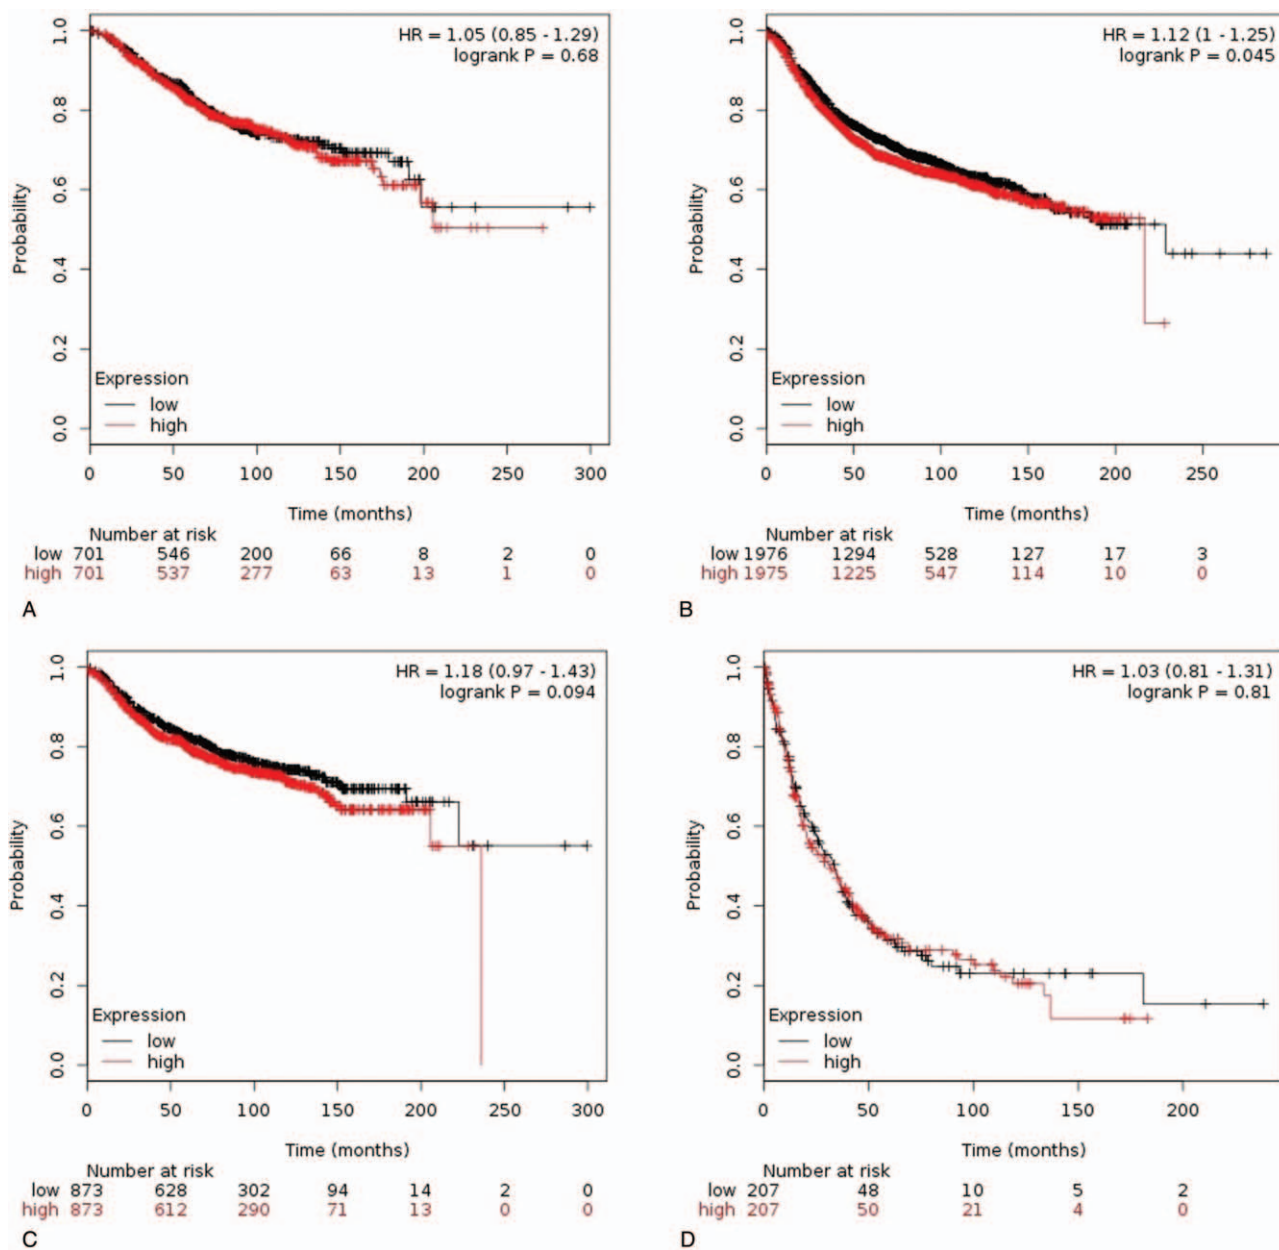 HR = 1.05 (0.85 - 1.29)
logrank P = 0.68
Probability
1.0
0.8
0.6
0.4
0.2
0.0
Expression
low
high
0 50 100 150 200 250 300
Time (months)
Number at risk
low 701 546 200 66 8 2 0
high 701 537 277 63 13 1 0
A
HR = 1.12 (1 - 1.25)
logrank P = 0.045
Probability
1.0
0.8
0.6
0.4
0.2
0.0
Expression
low
high
0 50 100 150 200 250
Time (months)
Number at risk
low 1976 1294 528 127 17 3
high 1975 1225 547 114 10 0
B
HR = 1.18 (0.97 - 1.43)
logrank P = 0.094
Probability
1.0
0.8
0.6
0.4
0.2
0.0
Expression
low
high
0 50 100 150 200 250 300
Time (months)
Number at risk
low 873 628 302 94 14 2 0
high 873 612 290 71 13 0 0
C
HR = 1.03 (0.81 - 1.31)
logrank P = 0.81
Probability
1.0
0.8
0.6
0.4
0.2
0.0
Expression
low
high
0 50 100 150 200
Time (months)
Number at risk
low 207 48 10 5 2
high 207 50 21 4 0
D